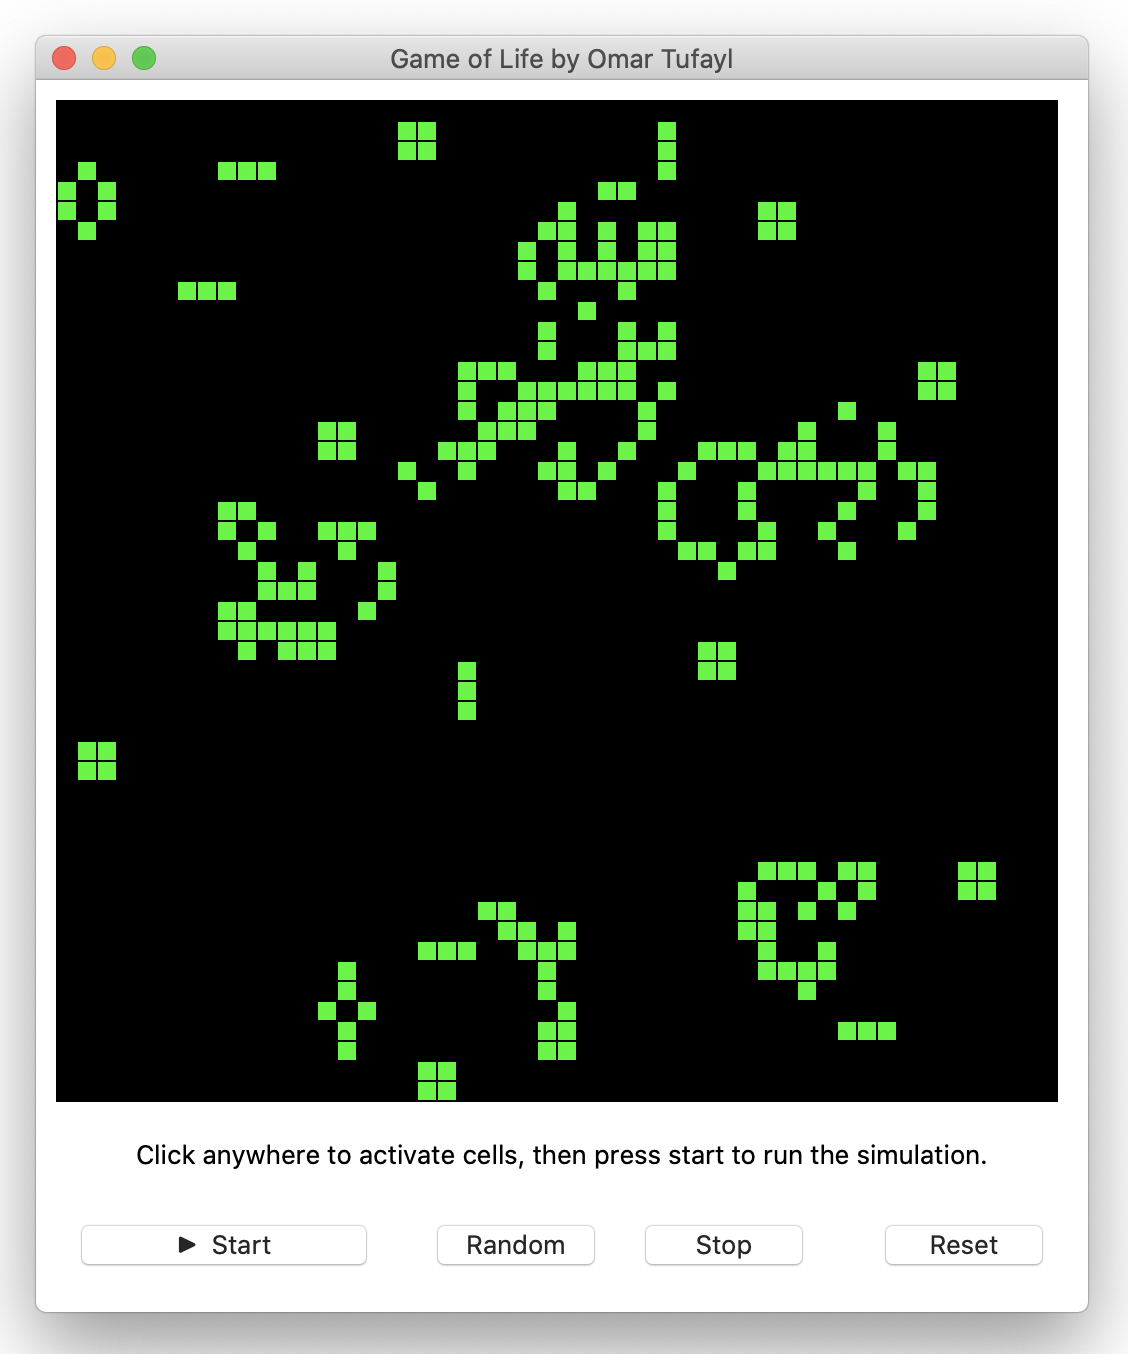 Game of Life by Omar Tufayl
Click anywhere to activate cells, then press start to run the simulation.
Start
Random
Stop
Reset